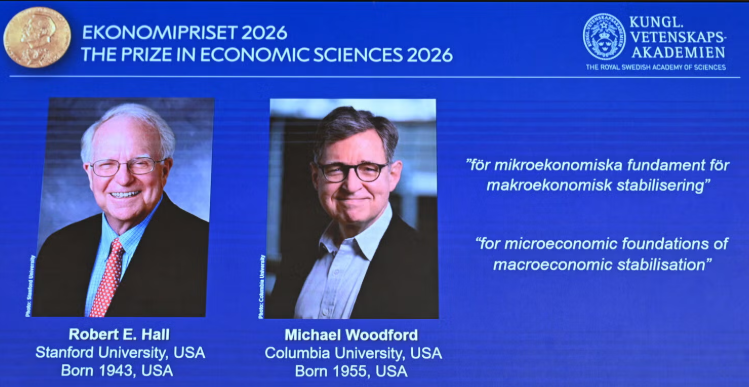 EKONOMIPRISET 2026
THE PRIZE IN ECONOMIC SCIENCES 2026
KUNGL.
VETENSKAPS-
AKADEMIEN
THE ROYAL SWEDISH ACADEMY OF SCIENCES
"för mikroekonomiska fundament för
makroekonomisk stabilisering"
"for microeconomic foundations of
macroeconomic stabilisation"
Photo: Stanford University
Photo: Columbia University
Robert E. Hall
Stanford University, USA
Born 1943, USA
Michael Woodford
Columbia University, USA
Born 1955, USA